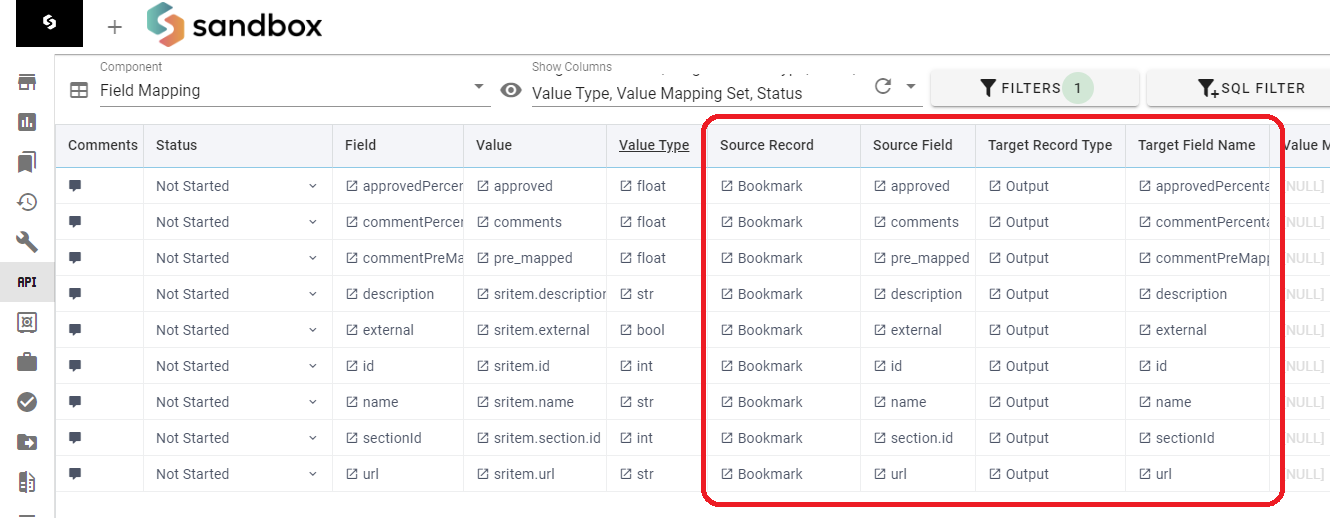 sandbox
Component
Show Columns
Field Mapping
Value Type, Value Mapping Set, Status
FILTERS 1
SQL FILTER
Comments Status Field Value Value Type Source Record Source Field Target Record Type Target Field Name Value M
Not Started approvedPercen approved float Bookmark approved Output approvedPercenta NULL]
Not Started commentPercer comments float Bookmark comments Output commentPercenta NULL]
Not Started commentPreMa pre_mapped float Bookmark pre_mapped Output commentPreMapp NULL]
API
Not Started description sritem.description str Bookmark description Output description NULL]
Not Started external sritem.external bool Bookmark external Output external NULL]
Not Started id sritem.id int Bookmark id Output id NULL]
Not Started name sritem.name str Bookmark name Output name NULL]
Not Started sectionId sritem.section.id int Bookmark section.id Output sectionId NULL]
Not Started url sritem.url str Bookmark url Output url NULL]